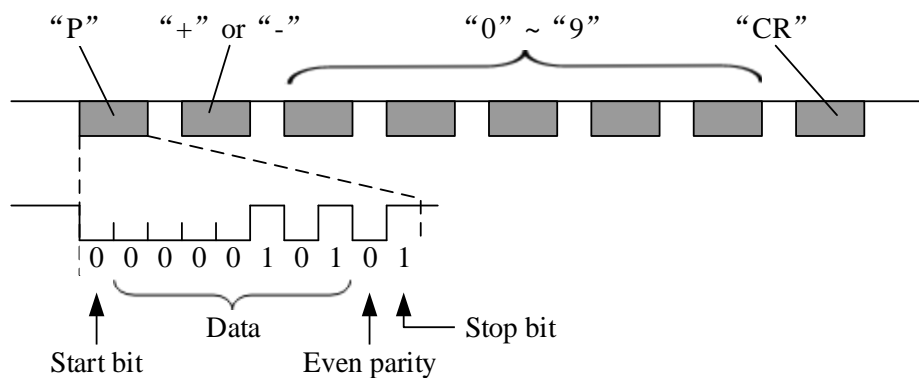 “P” “+” or “-” “0” ~ “9” “CR”
0 0 0 0 0 1 0 1 0 1
Data Stop bit
Start bit Even parity